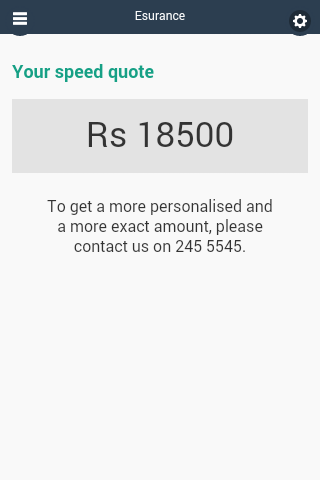 Esurance
Your speed quote
Rs 18500
To get a more personalised and
a more exact amount, please
contact us on 245 5545.